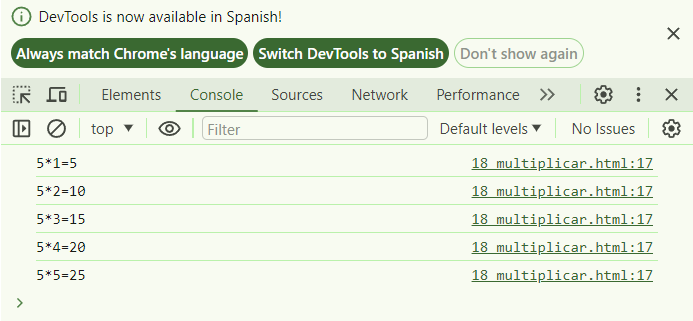 DevTools is now available in Spanish!
Always match Chrome's language Switch DevTools to Spanish Don't show again
Elements Console Sources Network Performance
top Filter Default levels No Issues
5*1=5 18_multiplicar.html:17
5*2=10 18_multiplicar.html:17
5*3=15 18_multiplicar.html:17
5*4=20 18_multiplicar.html:17
5*5=25 18_multiplicar.html:17